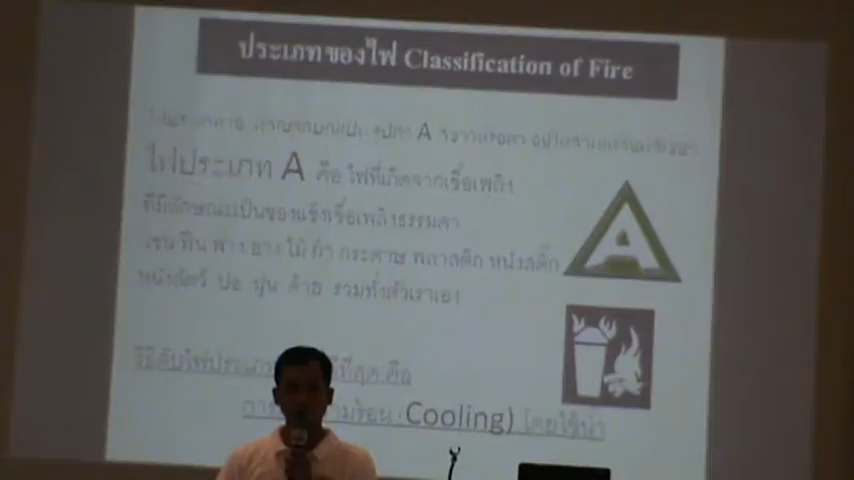 ประเภทของไฟ Classification of Fire
A
ไฟประเภท A คือ ไฟที่เกิดจากเชื้อเพลิง
ที่มีลักษณะเป็นของแข็งเชื้อเพลิงธรรมดา
เช่น ฟืน ฟาง ยาง ไม้ ผ้า กระดาษ พลาสติก หนังสติ๊ก
หนังสัตว์ ปอ นุ่น ด้าย รวมทั้งตัวเราเอง
A
วิธีดับไฟประเภท ดีที่สุด คือ
การ ความร้อน (Cooling) โดยใช้น้ำ